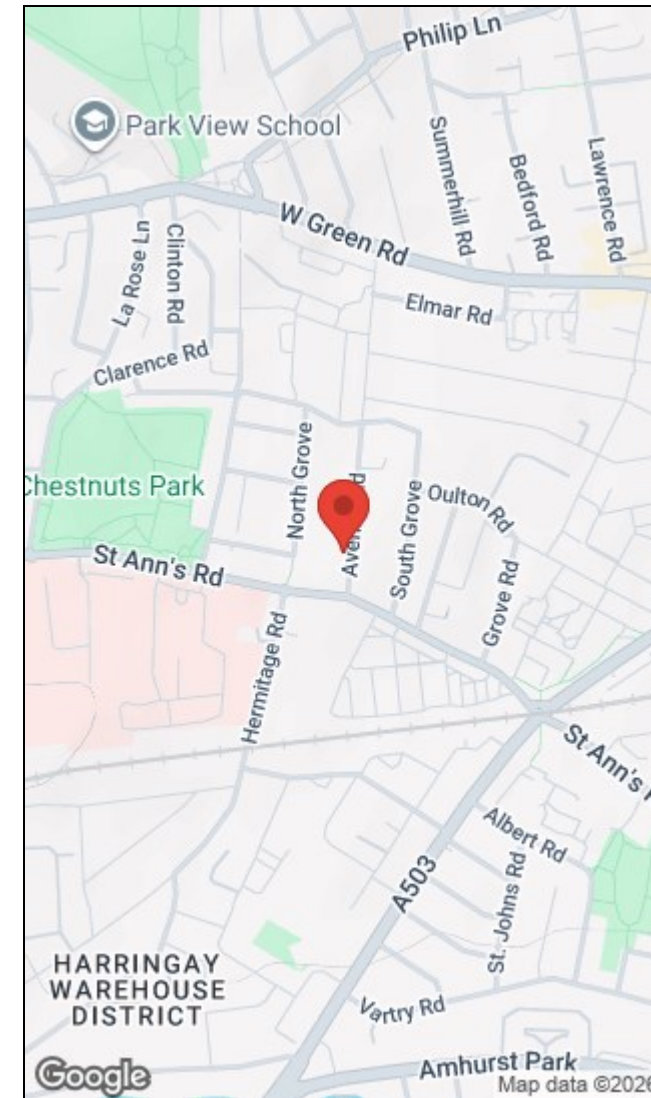 Philip Ln
Park View School
Summerhill Rd
Bedford Rd
Lawrence Rd
W Green Rd
La Rose Ln
Clinton Rd
Elmar Rd
Clarence Rd
North Grove
Chestnuts Park
South Grove
Oulton Rd
St Ann's Rd
Grove Rd
Hermitage Rd
St Ann's
Albert Rd
A503
St. Johns Rd
HARRINGAY
WAREHOUSE
DISTRICT
Vartry Rd
Amhurst Park
Google
Map data ©2026